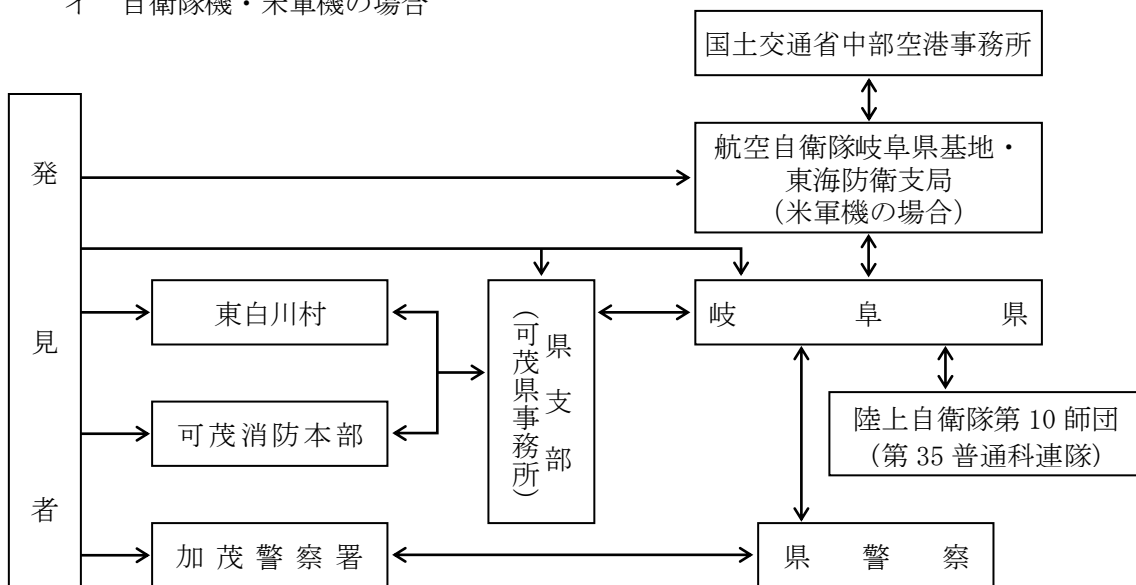 イ 自衛隊機・米軍機の場合
国土交通省中部空港事務所
航空自衛隊岐阜県基地・
東海防衛支局
(米軍機の場合)
発見者
東白川村
県支部
(可茂県事務所)
岐阜県
可茂消防本部
陸上自衛隊第 10 師団
(第 35 普通科連隊)
加茂警察署
県警察